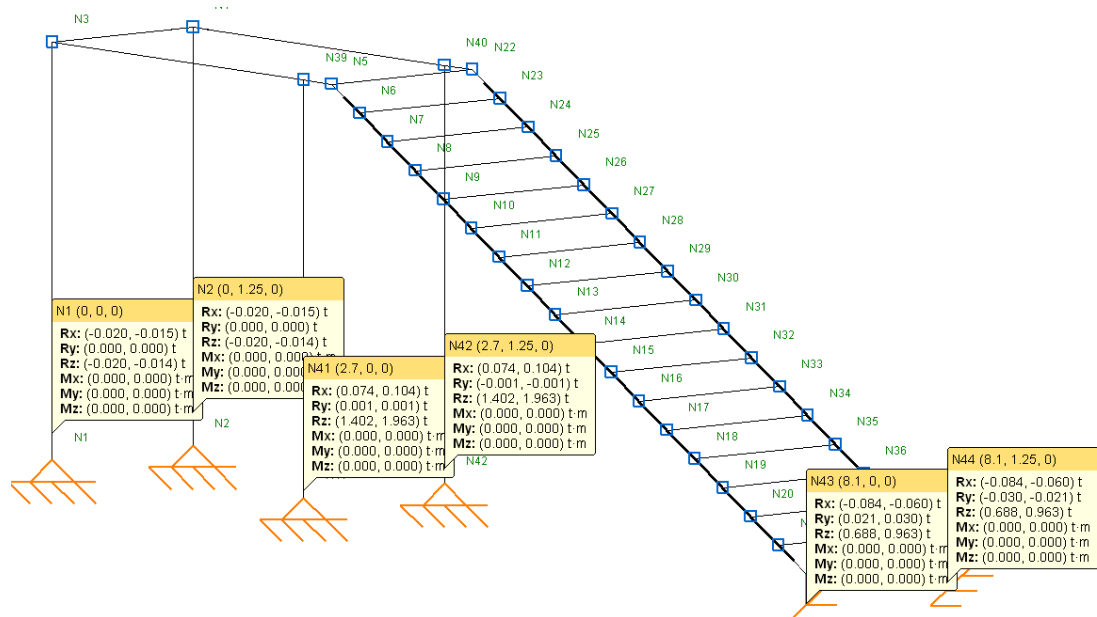 N3
N40
N22
N39
N5
N23
N6
N24
N7
N25
N8
N26
N9
N27
N10
N28
N11
N29
N12
N30
N13
N31
N14
N32
N15
N33
N16
N34
N17
N35
N18
N36
N19
N20
N1 (0, 0, 0)
Rx: (-0.020, -0.015) t
Ry: (0.000, 0.000) t
Rz: (-0.020, -0.014) t
Mx: (0.000, 0.000) t·m
My: (0.000, 0.000)
Mz: (0.000, 0.000) t·m
N1
N2 (0, 1.25, 0)
Rx: (-0.020, -0.015) t
Ry: (0.000, 0.000) t
Rz: (-0.020, -0.014) t
Mx: (0.000, 0.000) t·m
My: (0.000,
Mz: (0.000,
N2
N41 (2.7, 0, 0)
Rx: (0.074, 0.104) t
Ry: (0.001, 0.001) t
Rz: (1.402, 1.963) t
Mx: (0.000, 0.000) t·m
My: (0.000, 0.000) t·m
Mz: (0.000, 0.000) t·m
N42 (2.7, 1.25, 0)
Rx: (0.074, 0.104) t
Ry: (-0.001, -0.001) t
Rz: (1.402, 1.963) t
Mx: (0.000, 0.000) t·m
My: (0.000, 0.000) t·m
Mz: (0.000, 0.000) t·m
N42
N43 (8.1, 0, 0)
Rx: (-0.084, -0.060) t
Ry: (0.021, 0.030) t
Rz: (0.688, 0.963) t
Mx: (0.000, 0.000) t·m
My: (0.000, 0.000) t·m
Mz: (0.000, 0.000) t·m
N44 (8.1, 1.25, 0)
Rx: (-0.084, -0.060) t
Ry: (-0.030, -0.021) t
Rz: (0.688, 0.963) t
Mx: (0.000, 0.000) t·m
My: (0.000, 0.000) t·m
Mz: (0.000, 0.000) t·m